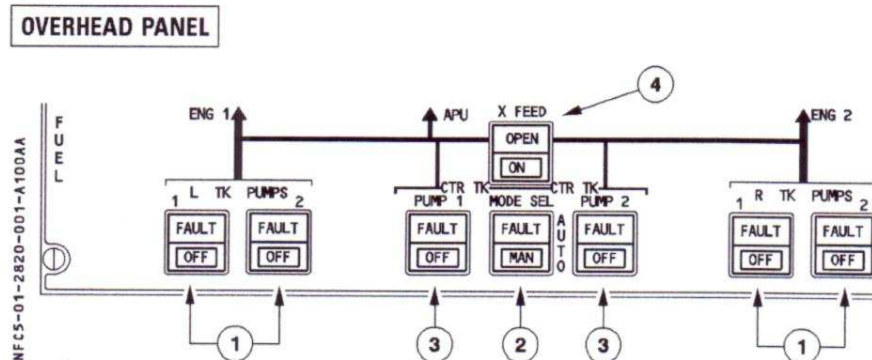 OVERHEAD PANEL
4
ENG 1 APU X FEED ENG 2
OPEN
ON
FUEL
CTR TK CTR TK
1 L TK PUMPS 2 PUMP 1 MODE SEL PUMP 2 1 R TK PUMPS 2
FAULT FAULT FAULT FAULT FAULT FAULT FAULT
OFF OFF OFF MAN OFF OFF OFF
AUTO
1 3 2 3 1
NFC5-01-2820-001-A100AA